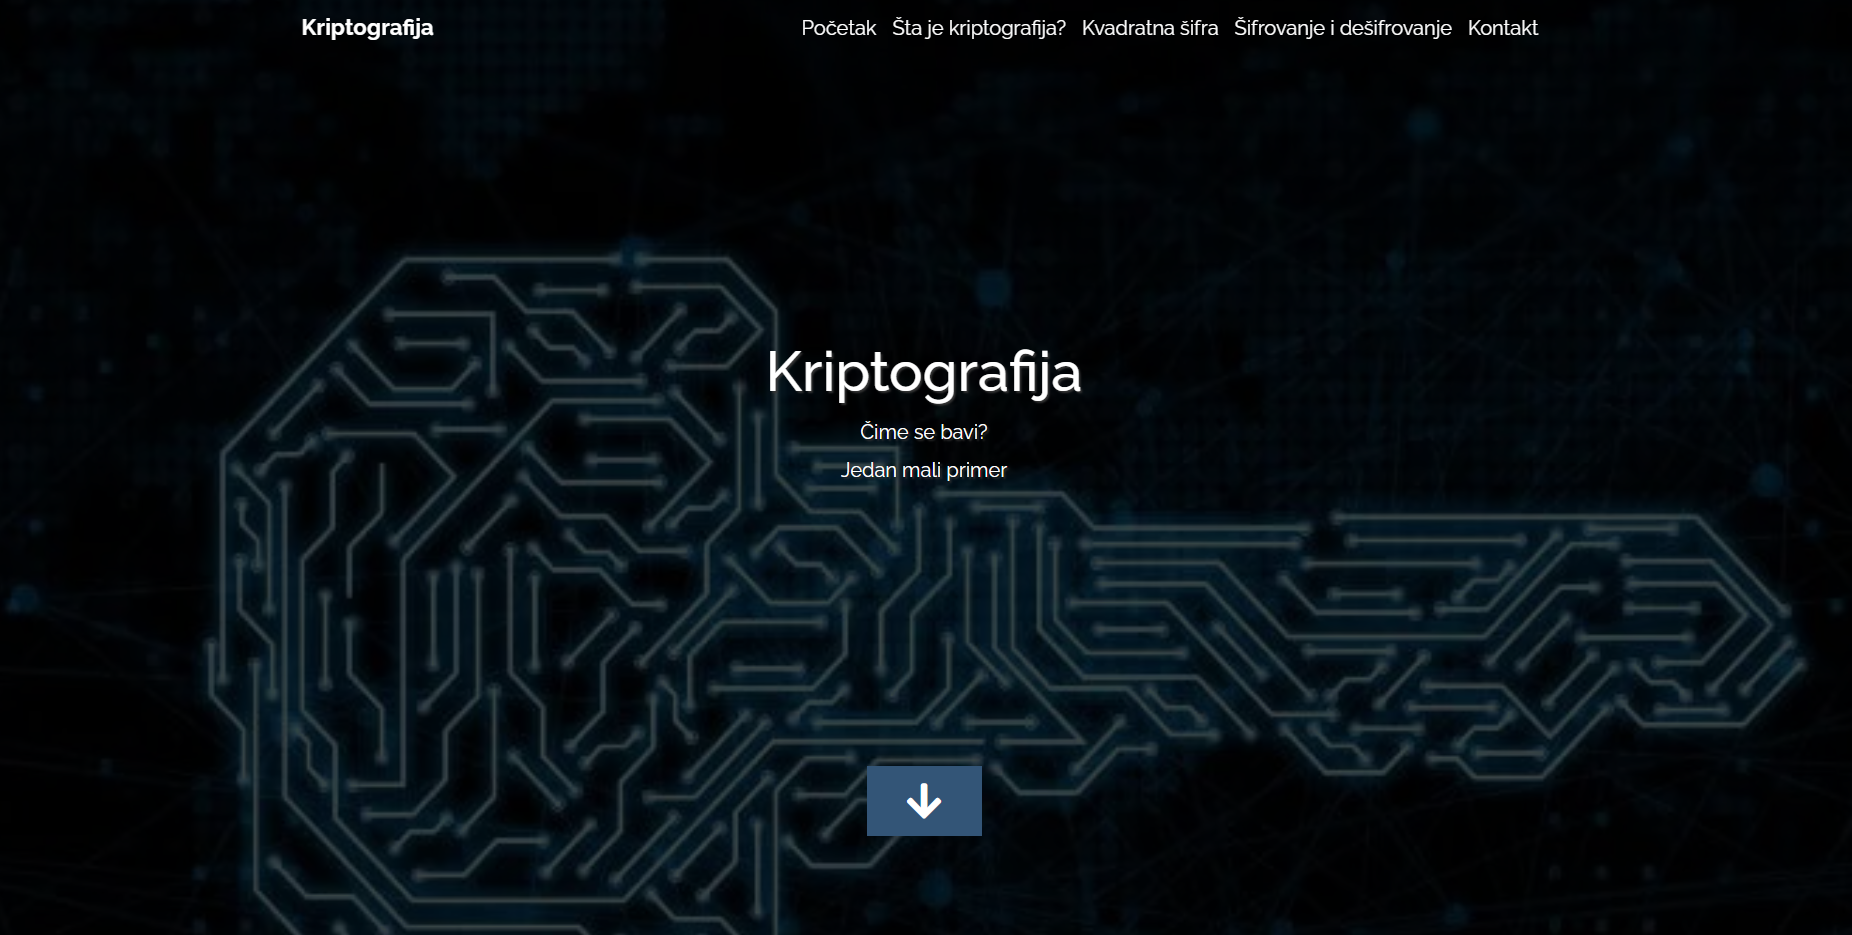 Kriptografija
Početak Šta je kriptografija? Kvadratna šifra Šifrovanje i dešifrovanje Kontakt
Kriptografija
Čime se bavi?
Jedan mali primer